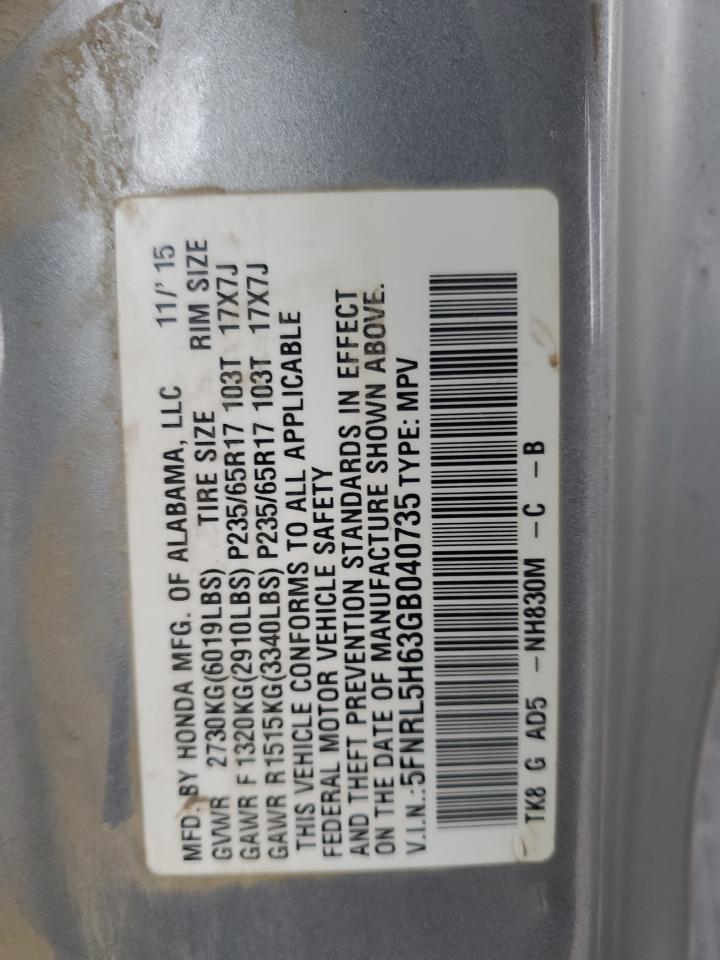 MFD. BY HONDA MFG. OF ALABAMA, LLC 11/' 15
GVWR 2730KG(6019LBS) TIRE SIZE RIM SIZE
GAWR F 1320KG(2910LBS) P235/65R17 103T 17X7J
GAWR R1515KG(3340LBS) P235/65R17 103T 17X7J
THIS VEHICLE CONFORMS TO ALL APPLICABLE
FEDERAL MOTOR VEHICLE SAFETY
AND THEFT PREVENTION STANDARDS IN EFFECT
ON THE DATE OF MANUFACTURE SHOWN ABOVE.
V.I.N.:5FNRL5H63GB040735 TYPE: MPV
TK8 G AD5 -NH830M -C -B